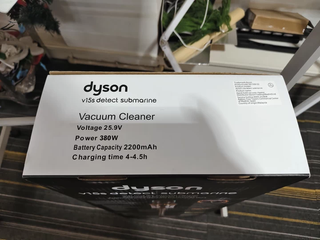 dyson
v15s detect submarine
Vacuum Cleaner
Voltage 25.9V
Power 380W
Battery Capacity 2200mAh
Charging time 4-4.5h
dyson
v15s detect submarine